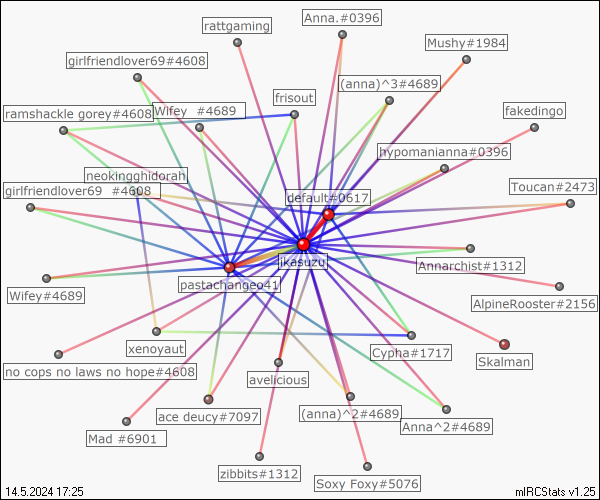 Anna.#0396
rattgaming
Mushy#1984
girlfriendlover69#4608
(anna)^3#4689
frisout
ramshackle gorey#4608
Wifey #4689
fakedingo
hypomanianna#0396
neokingghidorah
girlfriendlover69 #4608
Toucan#2473
default#0617
jkasuzu
Annarchist#1312
pastachangeo41
Wifey#4689
AlpineRooster#2156
xenoyaut
Cypha#1717
Skalman
no cops no laws no hope#4608
avelicious
ace deucy#7097
(anna)^2#4689
Anna^2#4689
Mad #6901
zibbits#1312
Soxy Foxy#5076
14.5.2024 17:25
mIRCStats v1.25